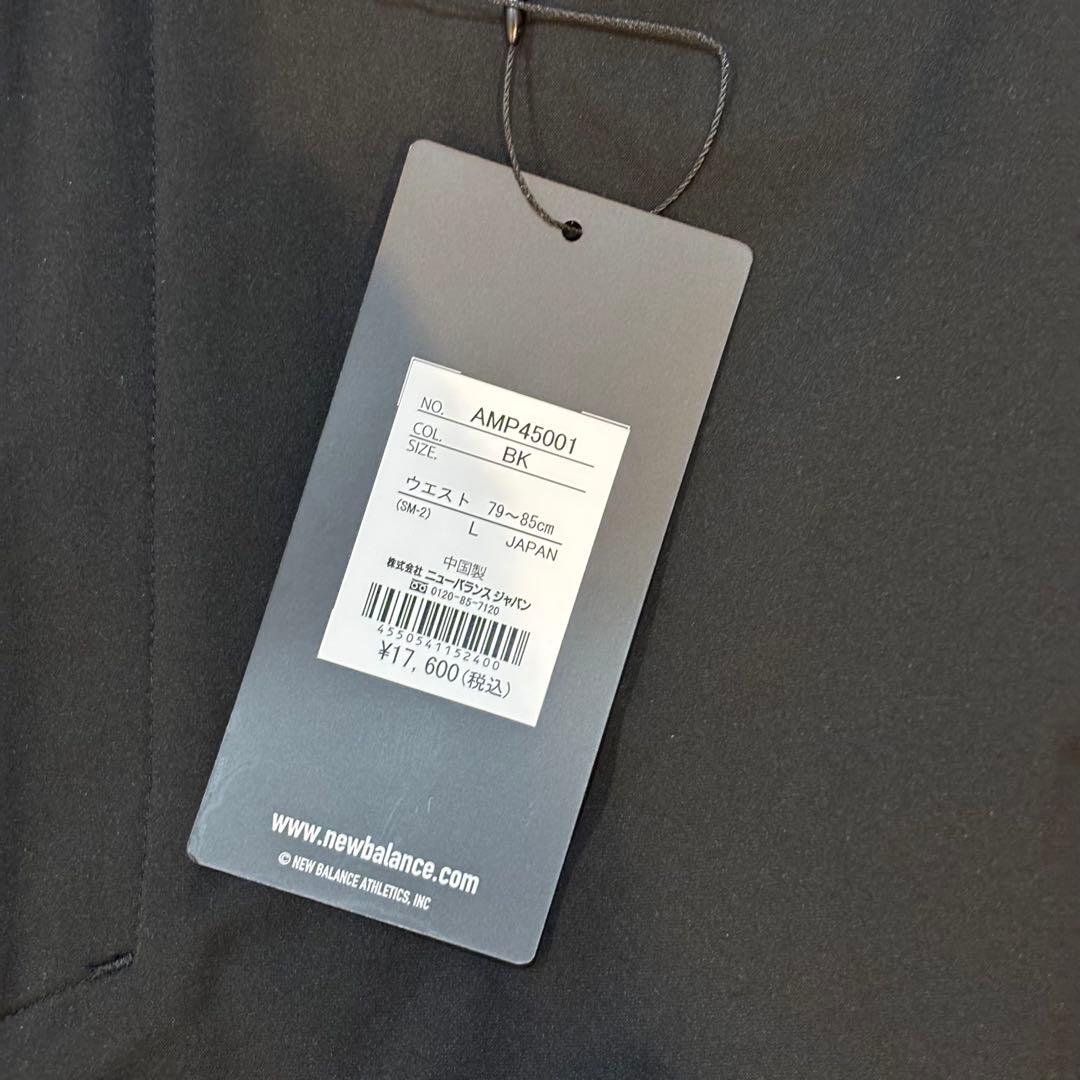 NO. AMP45001
COL. BK
SIZE.
ウエスト 79～85cm
(SM-2) L JAPAN
中国製
株式会社 ニューバランス ジャパン
0120-85-7120
4550541152400
¥17,600(税込)
www.newbalance.com
© NEW BALANCE ATHLETICS, INC